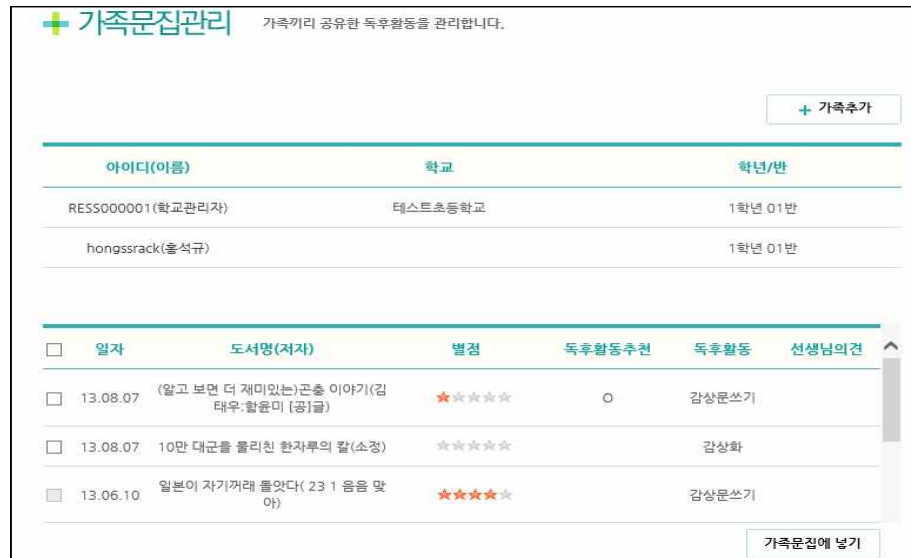 가족문집관리 가족끼리 공유한 독후활동을 관리합니다.
+ 가족추가
아이디(이름) 학교 학년/반
RESS000001(학교관리자) 테스트초등학교 1학년 01반
hongssrack(홍석규) 1학년 01반
일자 도서명(저자) 별점 독후활동추천 독후활동 선생님의견
(알고 보면 더 재미있는)곤충 이야기(김
13.08.07 태우:함윤미 [공]글) O 감상문쓰기
13.08.07 10만 대군을 물리친 한자루의 칼(소정) 감상화
일본이 자기꺼래 돌앗다( 23 1 음음 맞
13.06.10 아) 감상문쓰기
가족문집에 넣기